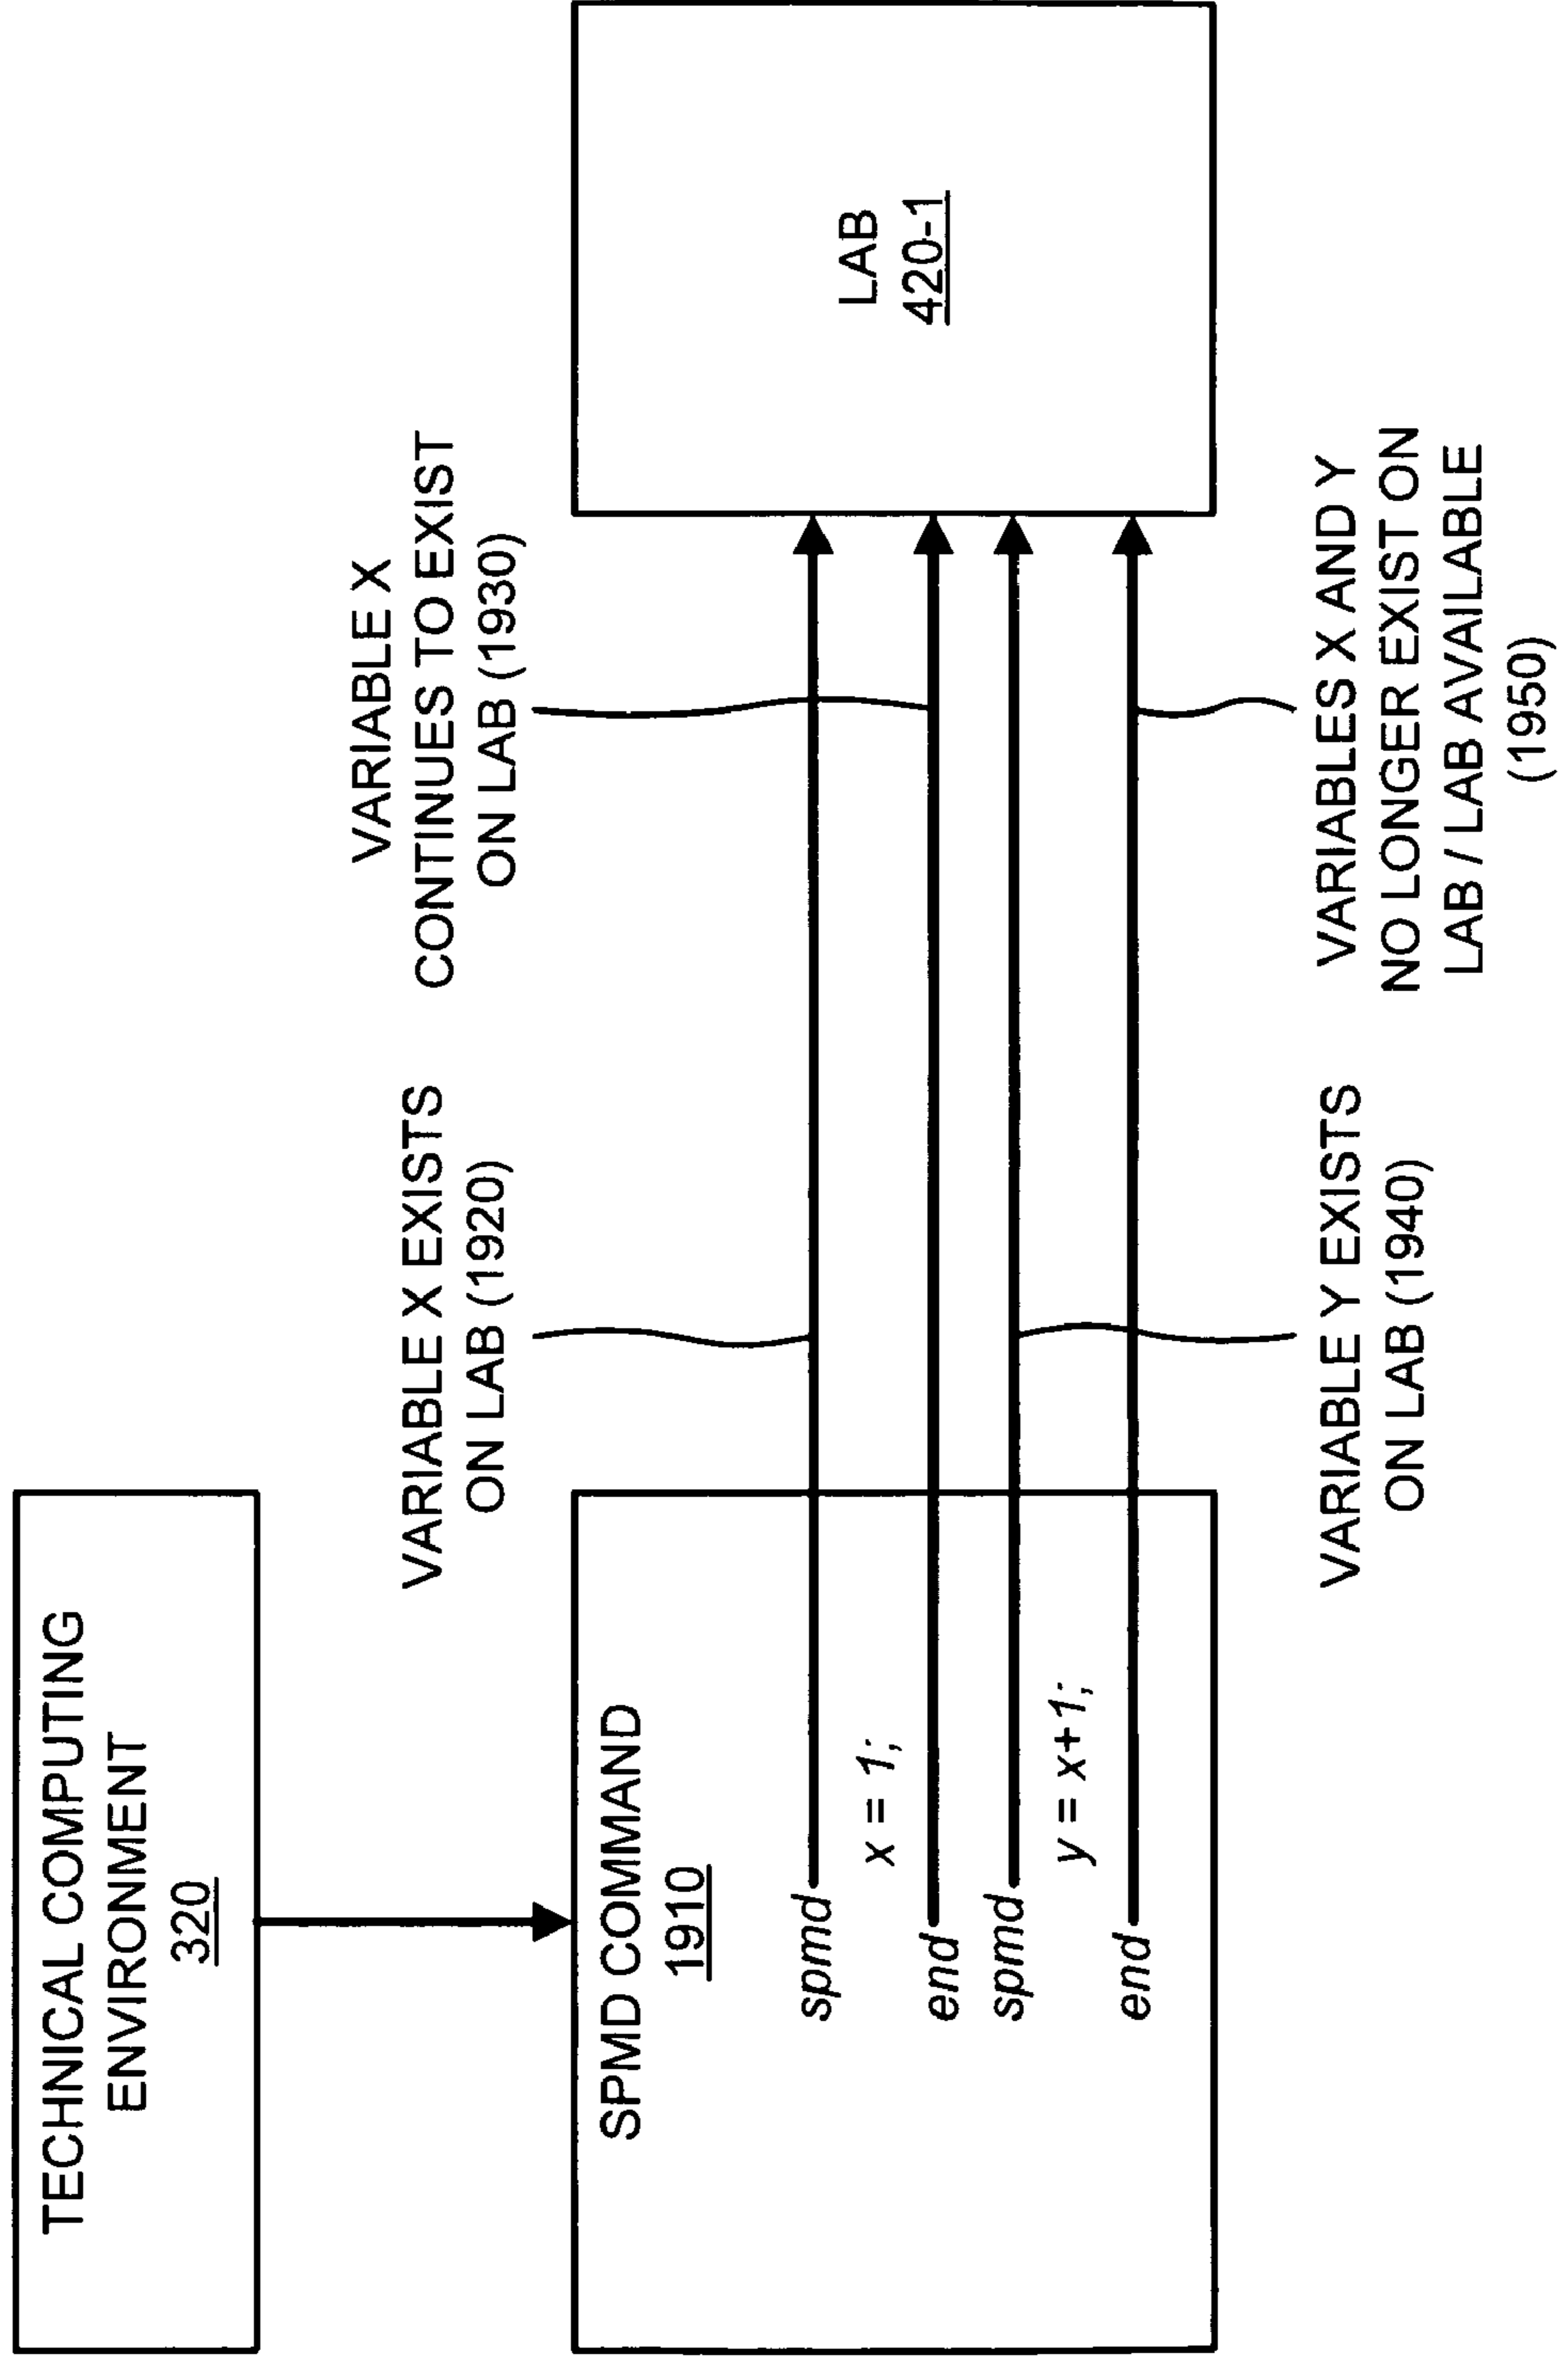 TECHNICAL COMPUTING
ENVIRONMENT
320
SPMD COMMAND
1910
spmd
x = 1;
end
spmd
y = x+1;
end
VARIABLE X EXISTS
ON LAB (1920)
VARIABLE X
CONTINUES TO EXIST
ON LAB (1930)
VARIABLE Y EXISTS
ON LAB (1940)
VARIABLES X AND Y
NO LONGER EXIST ON
LAB / LAB AVAILABLE
(1950)
LAB
420-1